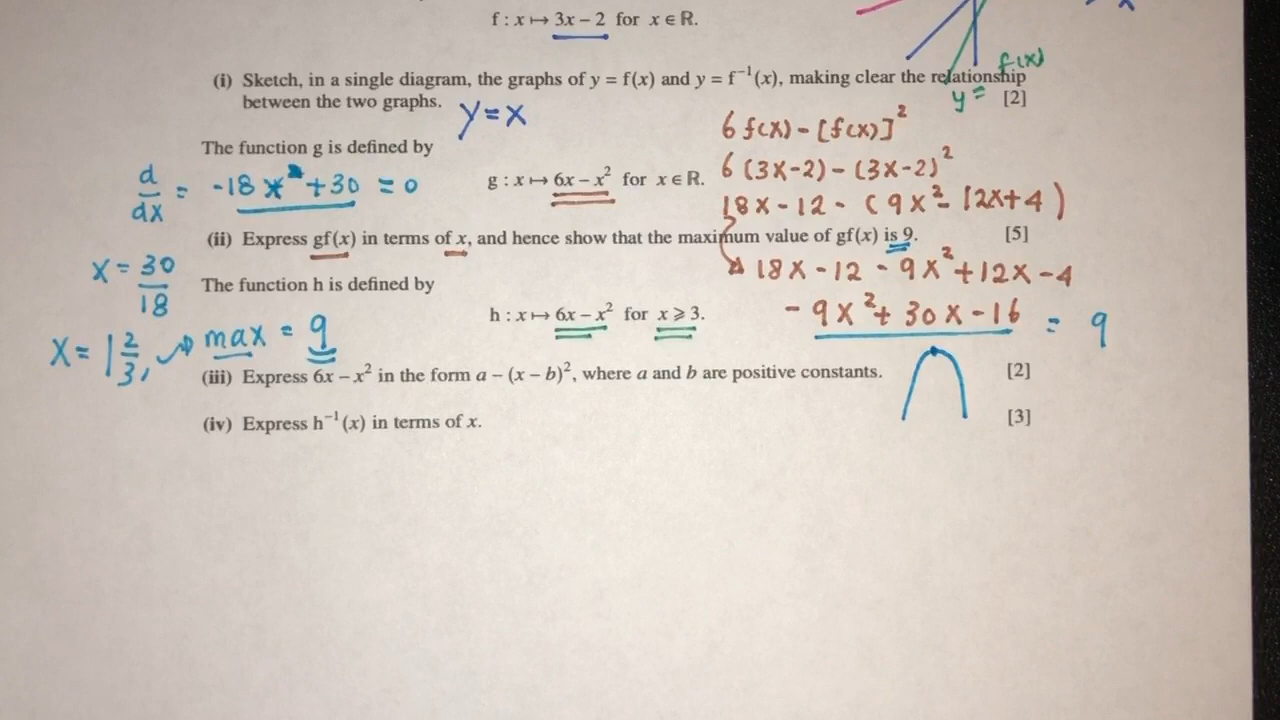 f : x ↦ 3x − 2 for x ∈ R.
f(x)
(i) Sketch, in a single diagram, the graphs of y = f(x) and y = f⁻¹(x), making clear the relationship
between the two graphs. [2]
y =
y = x
6 f(x) − [f(x)]²
The function g is defined by
6 (3x−2) − (3x−2)²
d/dx = −18x + 30 = 0
g : x ↦ 6x − x² for x ∈ R.
18x − 12 − (9x² − 12x + 4)
(ii) Express gf(x) in terms of x, and hence show that the maximum value of gf(x) is 9. [5]
x = 30/18
18x − 12 − 9x² + 12x − 4
The function h is defined by
h : x ↦ 6x − x² for x ⩾ 3.
− 9x² + 30x − 16 = 9
x = 1 2/3, max = 9
(iii) Express 6x − x² in the form a − (x − b)², where a and b are positive constants. [2]
(iv) Express h⁻¹(x) in terms of x. [3]